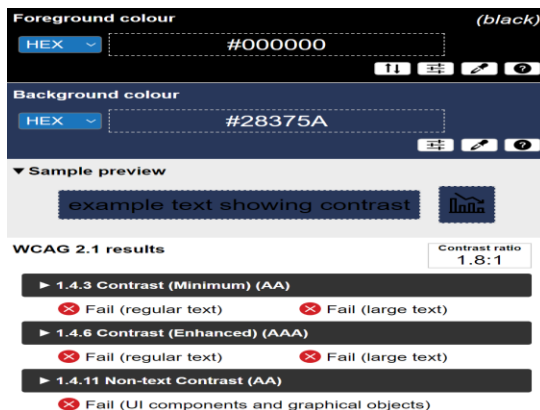 Foreground colour (black)
HEX #000000
Background colour
HEX #28375A
▼ Sample preview
example text showing contrast
WCAG 2.1 results Contrast ratio
1.8:1
► 1.4.3 Contrast (Minimum) (AA)
Fail (regular text) Fail (large text)
► 1.4.6 Contrast (Enhanced) (AAA)
Fail (regular text) Fail (large text)
► 1.4.11 Non-text Contrast (AA)
Fail (UI components and graphical objects)